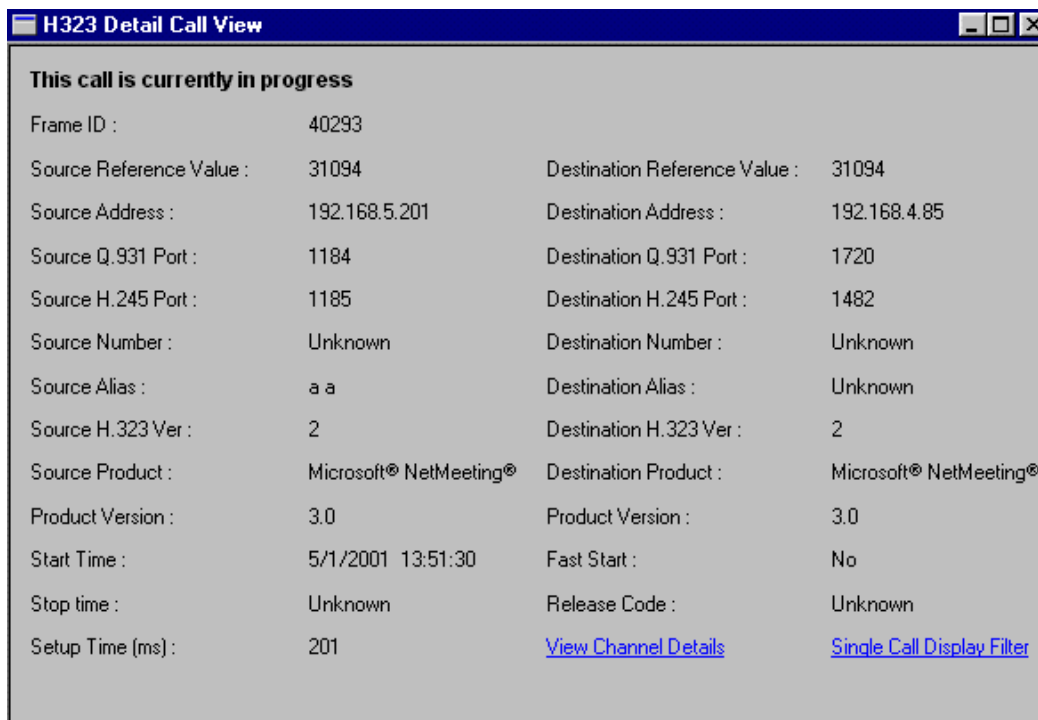 H323 Detail Call View
This call is currently in progress
Frame ID : 40293
Source Reference Value : 31094 Destination Reference Value : 31094
Source Address : 192.168.5.201 Destination Address : 192.168.4.85
Source Q.931 Port : 1184 Destination Q.931 Port : 1720
Source H.245 Port : 1185 Destination H.245 Port : 1482
Source Number : Unknown Destination Number : Unknown
Source Alias : a a Destination Alias : Unknown
Source H.323 Ver : 2 Destination H.323 Ver : 2
Source Product : Microsoft® NetMeeting® Destination Product : Microsoft® NetMeeting®
Product Version : 3.0 Product Version : 3.0
Start Time : 5/1/2001 13:51:30 Fast Start : No
Stop time : Unknown Release Code : Unknown
Setup Time (ms) : 201 View Channel Details Single Call Display Filter